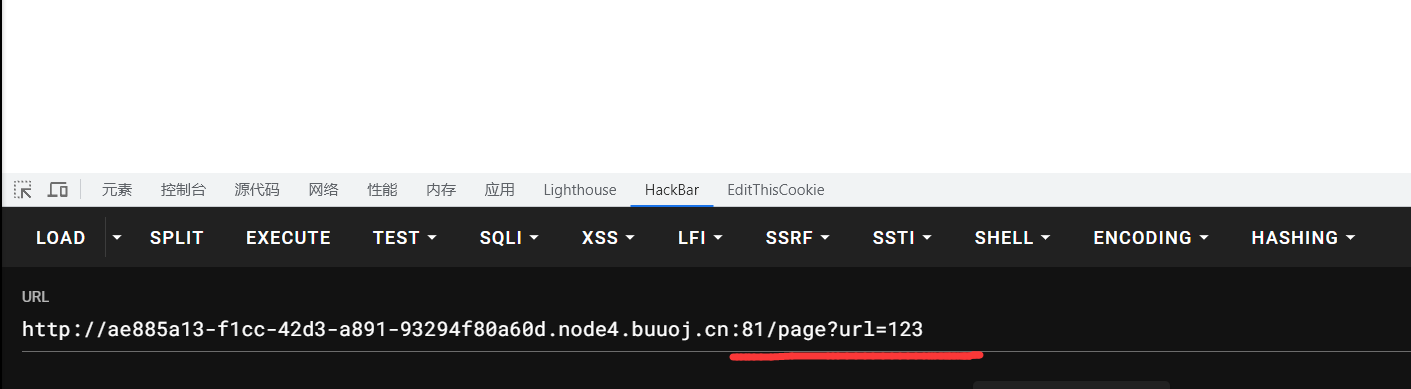 元素 控制台 源代码 网络 性能 内存 应用 Lighthouse HackBar EditThisCookie
LOAD SPLIT EXECUTE TEST SQLI XSS LFI SSRF SSTI SHELL ENCODING HASHING
URL
http://ae885a13-f1cc-42d3-a891-93294f80a60d.node4.buuoj.cn:81/page?url=123